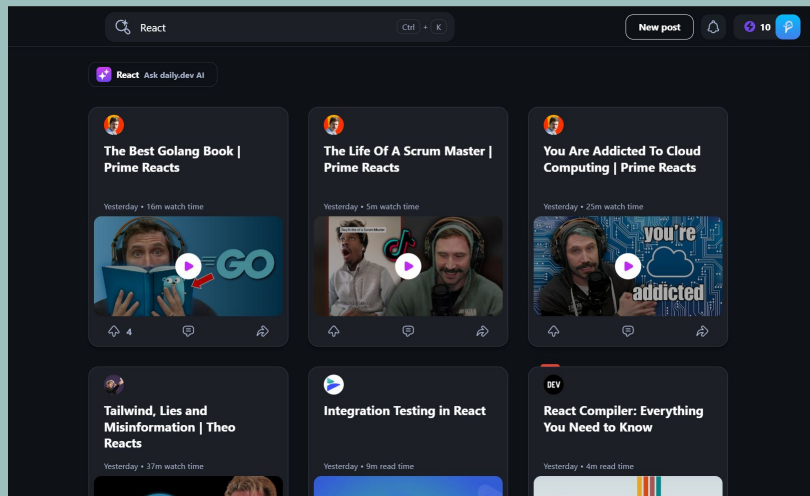 React
Ctrl + K
New post
10
React Ask daily.dev AI
The Best Golang Book |
Prime Reacts
Yesterday • 16m watch time
GO
4
The Life Of A Scrum Master |
Prime Reacts
Yesterday • 5m watch time
You Are Addicted To Cloud
Computing | Prime Reacts
Yesterday • 25m watch time
you're
addicted
Tailwind, Lies and
Misinformation | Theo
Reacts
Yesterday • 37m watch time
Integration Testing in React
Yesterday • 9m read time
DEV
React Compiler: Everything
You Need to Know
Yesterday • 4m read time